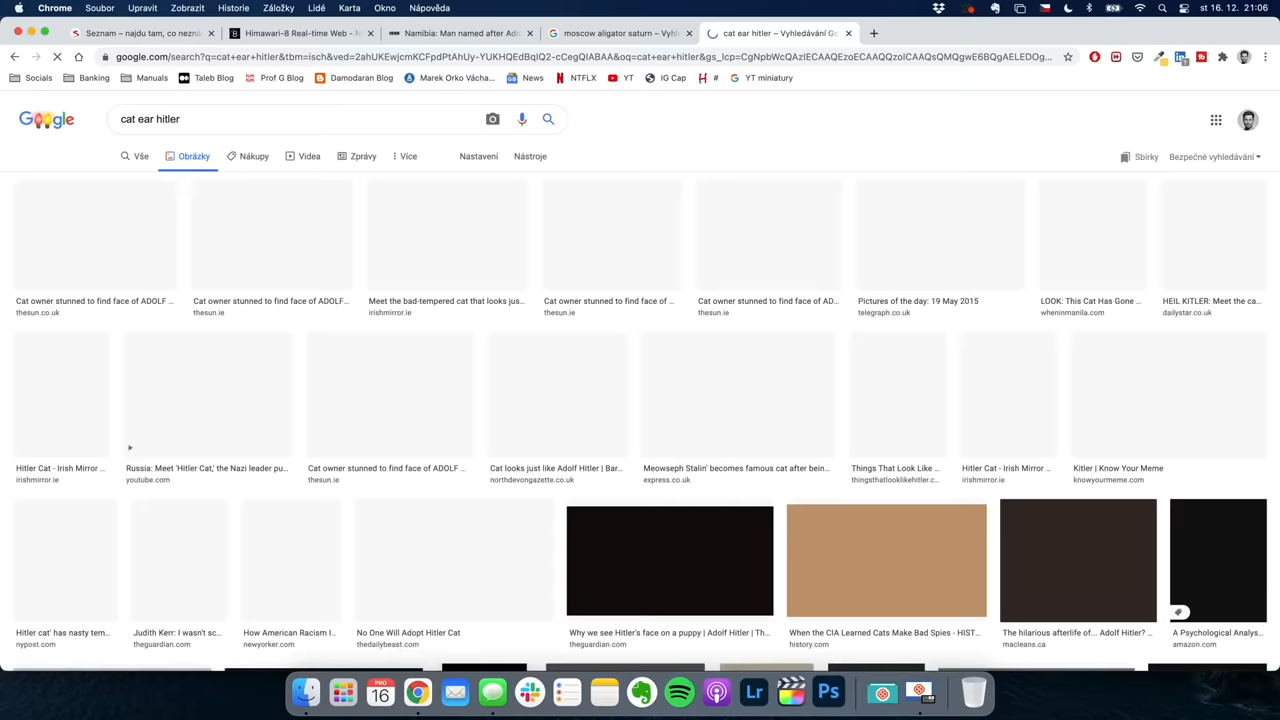 Chrome Soubor Upravit Zobrazit Historie Záložky Lidé Karta Okno Nápověda
st 16. 12. 21:06
Seznam – najdu tam, co nezná
Himawari-8 Real-time Web - N
Namibia: Man named after Ado
moscow aligator saturn – Vyhle
cat ear hitler – Vyhledávání Go
google.com/search?q=cat+ear+hitler&tbm=isch&ved=2ahUKEwjcmKCFpdPtAhUy-YUKHQEdBqIQ2-cCegQIABAA&oq=cat+ear+hitler&gs_lcp=CgNpbWcQAzIECAAQEzoECAAQQzoICAAQsQMQgwE6BQgAELEDOg...
Socials Banking Manuals Taleb Blog Prof G Blog Damodaran Blog Marek Orko Vácha... News NTFLX YT IG Cap # YT miniatury
Google
cat ear hitler
Vše Obrázky Nákupy Videa Zprávy Více Nastavení Nástroje
Sbírky Bezpečné vyhledávání
Cat owner stunned to find face of ADOLF ...
thesun.co.uk
Cat owner stunned to find face of ADOLF...
thesun.ie
Meet the bad-tempered cat that looks jus...
irishmirror.ie
Cat owner stunned to find face of ...
thesun.ie
Cat owner stunned to find face of AD...
thesun.ie
Pictures of the day: 19 May 2015
telegraph.co.uk
LOOK: This Cat Has Gone ...
wheninmanila.com
HEIL KITLER: Meet the ca...
dailystar.co.uk
Hitler Cat - Irish Mirror ...
irishmirror.ie
Russia: Meet 'Hitler Cat,' the Nazi leader pu...
youtube.com
Cat owner stunned to find face of ADOLF ...
thesun.ie
Cat looks just like Adolf Hitler | Bar...
northdevongazette.co.uk
Meowseph Stalin' becomes famous cat after bein...
express.co.uk
Things That Look Like ...
thingsthatlooklikehitler.c...
Hitler Cat - Irish Mirror ...
irishmirror.ie
Kitler | Know Your Meme
knowyourmeme.com
Hitler cat' has nasty tem...
nypost.com
Judith Kerr: I wasn't sc...
theguardian.com
How American Racism I...
newyorker.com
No One Will Adopt Hitler Cat
thedailybeast.com
Why we see Hitler's face on a puppy | Adolf Hitler | Th...
theguardian.com
When the CIA Learned Cats Make Bad Spies - HIST...
history.com
The hilarious afterlife of... Adolf Hitler? ...
macleans.ca
A Psychological Analys...
amazon.com
PRO
16
Lr
Ps